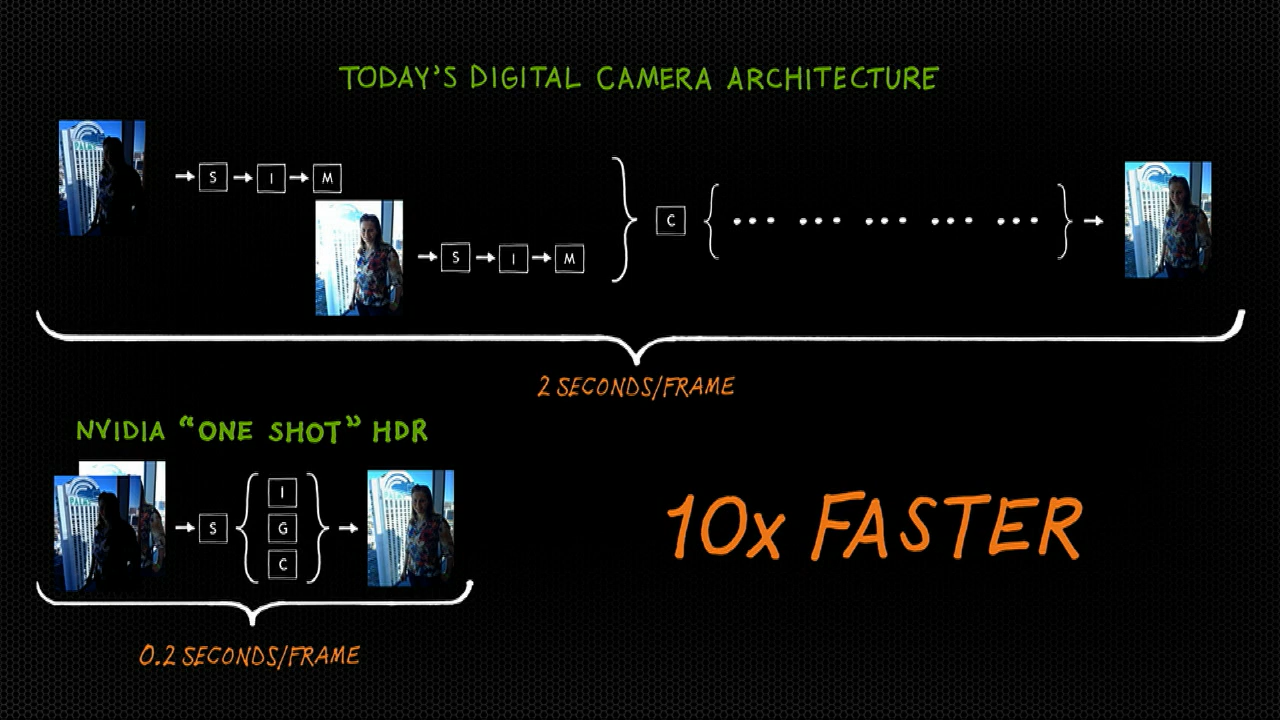 TODAY'S DIGITAL CAMERA ARCHITECTURE
S I M
S I M
C
2 SECONDS/FRAME
NVIDIA "ONE SHOT" HDR
S
I
G
C
10x FASTER
0.2 SECONDS/FRAME